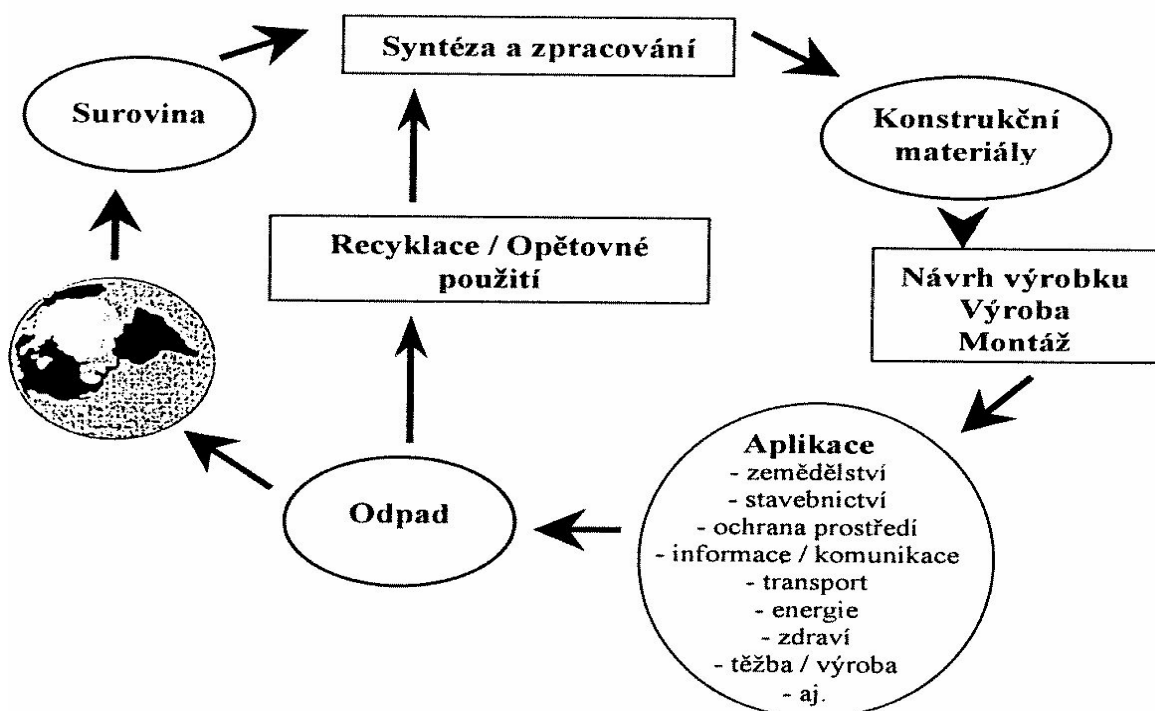 Syntéza a zpracování
Surovina
Konstrukční
materiály
Recyklace / Opětovné
použití
Návrh výrobku
Výroba
Montáž
Aplikace
- zemědělství
- stavebnictví
- ochrana prostředí
- informace / komunikace
- transport
- energie
- zdraví
- těžba / výroba
- aj.
Odpad